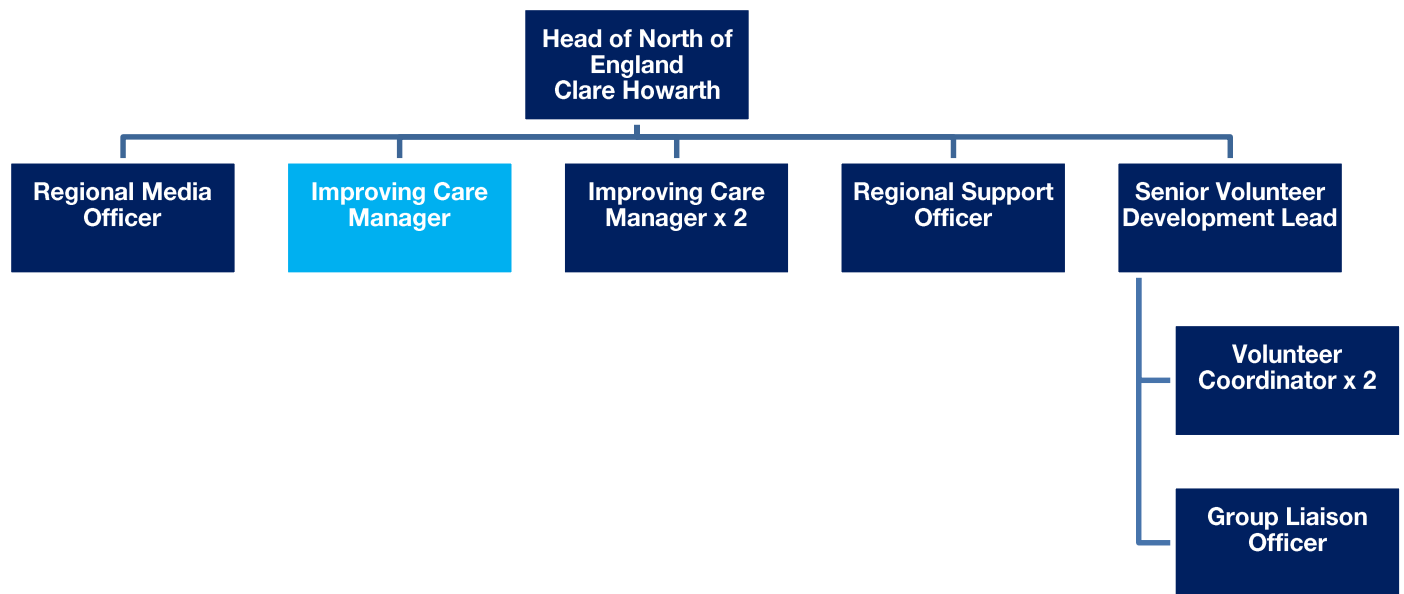 Head of North of
England
Clare Howarth
Regional Media
Officer
Improving Care
Manager
Improving Care
Manager x 2
Regional Support
Officer
Senior Volunteer
Development Lead
Volunteer
Coordinator x 2
Group Liaison
Officer